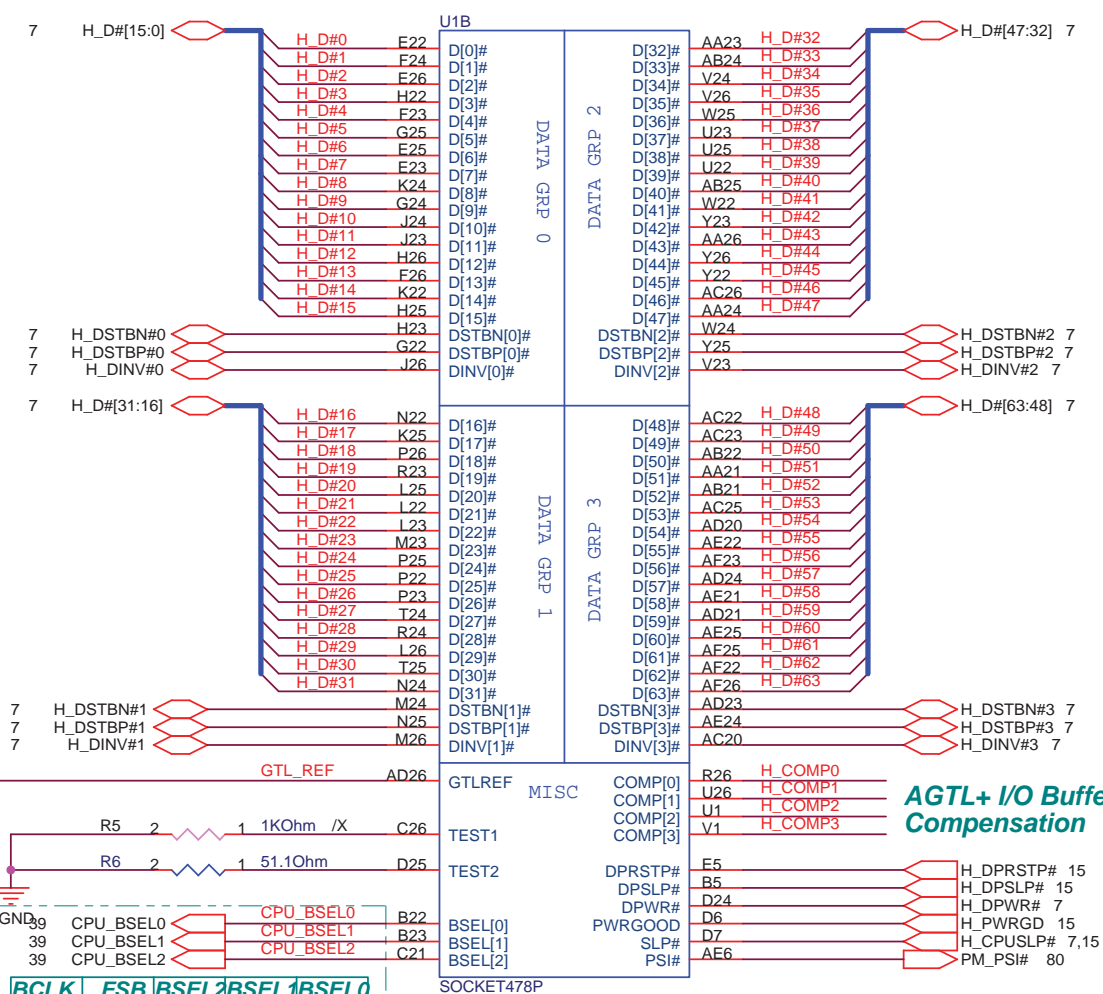 U1B
7 H_D#[15:0] H_D#[47:32] 7
H_D#0 E22 D[0]# D[32]# AA23 H_D#32
H_D#1 F24 D[1]# D[33]# AB24 H_D#33
H_D#2 E26 D[2]# D[34]# V24 H_D#34
H_D#3 H22 D[3]# D[35]# V26 H_D#35
H_D#4 F23 D[4]# D[36]# W25 H_D#36
H_D#5 G25 D[5]# D[37]# U23 H_D#37
H_D#6 E25 D[6]# D[38]# U25 H_D#38
H_D#7 E23 D[7]# D[39]# U22 H_D#39
H_D#8 K24 D[8]# D[40]# AB25 H_D#40
H_D#9 G24 D[9]# D[41]# W22 H_D#41
H_D#10 J24 D[10]# D[42]# Y23 H_D#42
H_D#11 J23 D[11]# D[43]# AA26 H_D#43
H_D#12 H26 D[12]# D[44]# Y26 H_D#44
H_D#13 F26 D[13]# D[45]# Y22 H_D#45
H_D#14 K22 D[14]# D[46]# AC26 H_D#46
H_D#15 H25 D[15]# D[47]# AA24 H_D#47
DATA GRP 0
DATA GRP 2
7 H_DSTBN#0 H23 DSTBN[0]# DSTBN[2]# W24 H_DSTBN#2 7
7 H_DSTBP#0 G22 DSTBP[0]# DSTBP[2]# Y25 H_DSTBP#2 7
7 H_DINV#0 J26 DINV[0]# DINV[2]# V23 H_DINV#2 7
7 H_D#[31:16] H_D#[63:48] 7
H_D#16 N22 D[16]# D[48]# AC22 H_D#48
H_D#17 K25 D[17]# D[49]# AC23 H_D#49
H_D#18 P26 D[18]# D[50]# AB22 H_D#50
H_D#19 R23 D[19]# D[51]# AA21 H_D#51
H_D#20 L25 D[20]# D[52]# AB21 H_D#52
H_D#21 L22 D[21]# D[53]# AC25 H_D#53
H_D#22 L23 D[22]# D[54]# AD20 H_D#54
H_D#23 M23 D[23]# D[55]# AE22 H_D#55
H_D#24 P25 D[24]# D[56]# AF23 H_D#56
H_D#25 P22 D[25]# D[57]# AD24 H_D#57
H_D#26 P23 D[26]# D[58]# AE21 H_D#58
H_D#27 T24 D[27]# D[59]# AD21 H_D#59
H_D#28 R24 D[28]# D[60]# AE25 H_D#60
H_D#29 L26 D[29]# D[61]# AF25 H_D#61
H_D#30 T25 D[30]# D[62]# AF22 H_D#62
H_D#31 N24 D[31]# D[63]# AF26 H_D#63
DATA GRP 1
DATA GRP 3
7 H_DSTBN#1 M24 DSTBN[1]# DSTBN[3]# AD23 H_DSTBN#3 7
7 H_DSTBP#1 N25 DSTBP[1]# DSTBP[3]# AE24 H_DSTBP#3 7
7 H_DINV#1 M26 DINV[1]# DINV[3]# AC20 H_DINV#3 7
GTL_REF AD26 GTLREF MISC COMP[0] R26 H_COMP0
COMP[1] U26 H_COMP1
COMP[2] U1 H_COMP2
COMP[3] V1 H_COMP3
AGTL+ I/O Buffe
Compensation
R5 2 1 1KOhm /X C26 TEST1
R6 2 1 51.1Ohm D25 TEST2
GND
DPRSTP# E5 H_DPRSTP# 15
DPSLP# B5 H_DPSLP# 15
DPWR# D24 H_DPWR# 7
PWRGOOD D6 H_PWRGD 15
SLP# D7 H_CPUSLP# 7,15
PSI# AE6 PM_PSI# 80
39 CPU_BSEL0 CPU_BSEL0 B22 BSEL[0]
39 CPU_BSEL1 CPU_BSEL1 B23 BSEL[1]
39 CPU_BSEL2 CPU_BSEL2 C21 BSEL[2]
SOCKET478P
BCLK FSB BSEL2 BSEL1 BSEL0